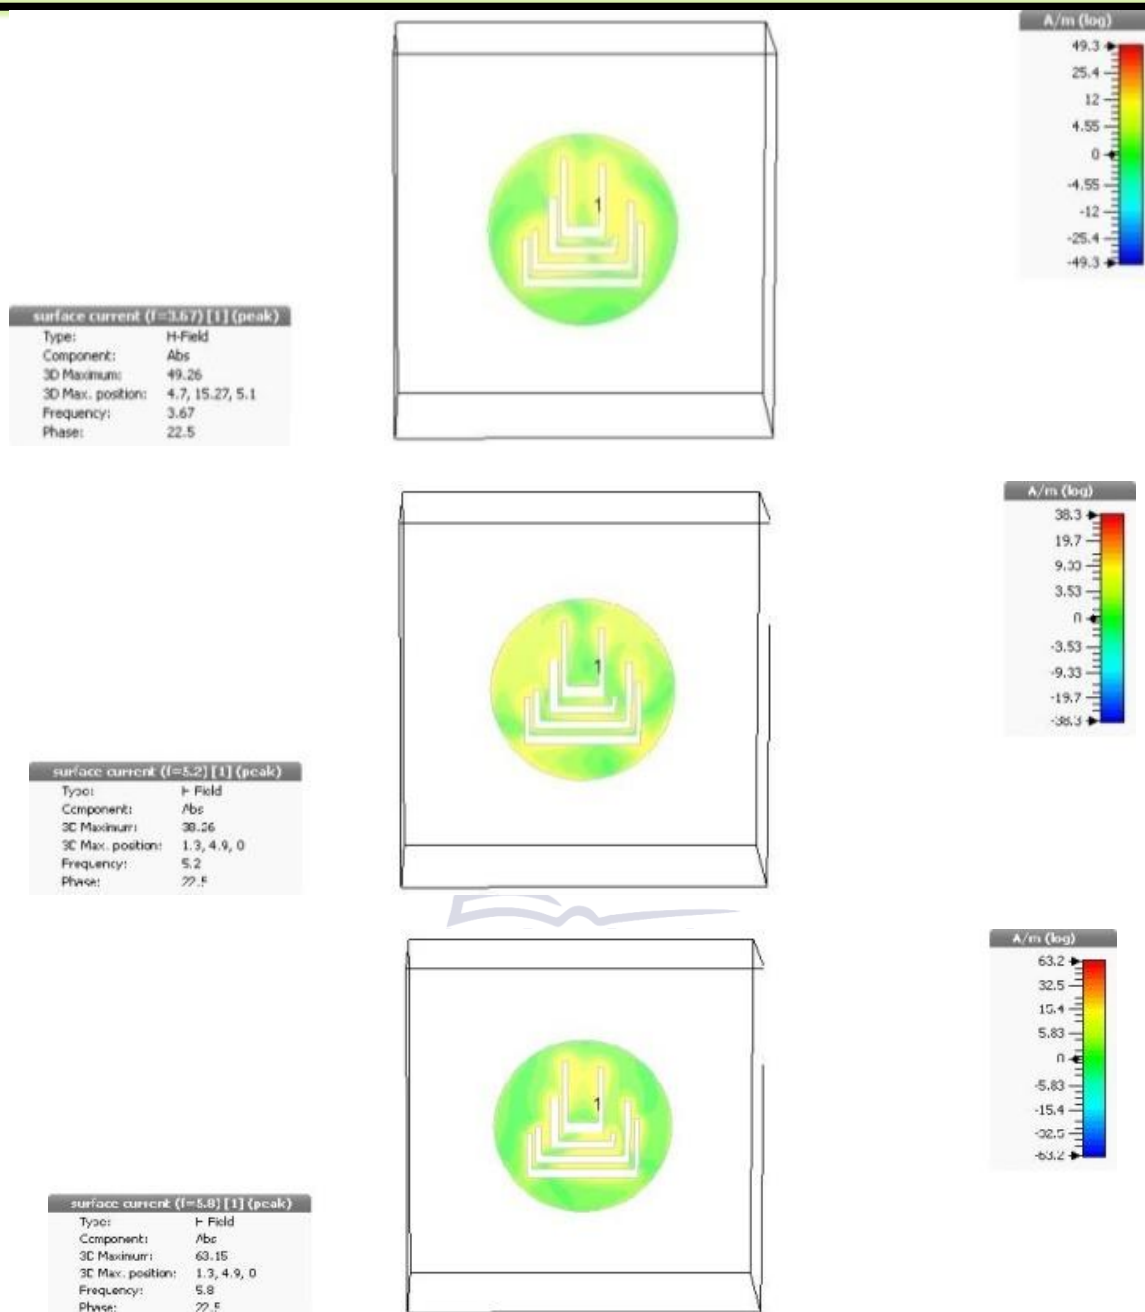 A/m (log)
49.3
25.4
12
4.55
0
-4.55
-12
-25.4
-49.3
1
surface current (f=3.67) [1] (peak)
Type: H-Field
Component: Abs
3D Maximum: 49.26
3D Max. position: 4.7, 15.27, 5.1
Frequency: 3.67
Phase: 22.5
A/m (log)
38.3
19.7
9.33
3.53
0
-3.53
-9.33
-19.7
-38.3
1
surface current (f=5.2) [1] (peak)
Type: H Field
Component: Abs
3D Maximum: 38.26
3D Max. position: 1.3, 4.9, 0
Frequency: 5.2
Phase: 22.5
A/m (log)
63.2
32.5
15.4
5.83
0
-5.83
-15.4
-32.5
-63.2
1
surface current (f=5.8) [1] (peak)
Type: H Field
Component: Abs
3D Maximum: 63.15
3D Max. position: 1.3, 4.9, 0
Frequency: 5.8
Phase: 22.5